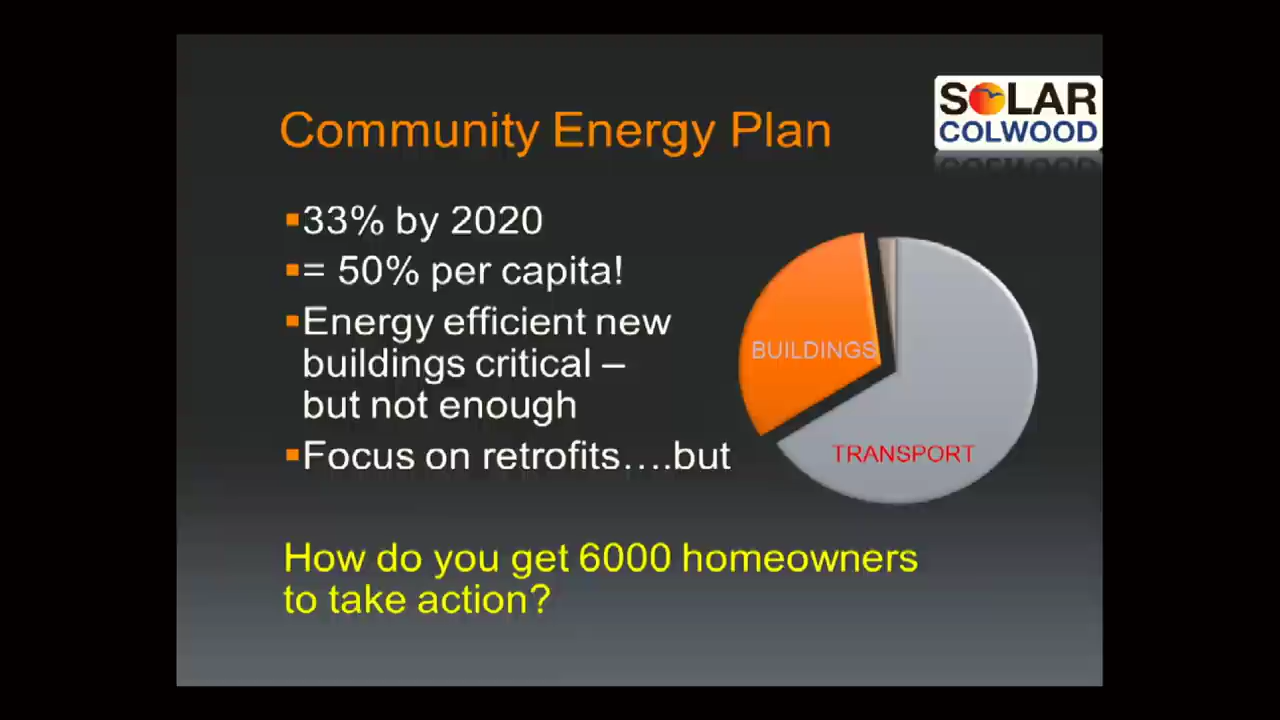 SOLAR
COLWOOD
Community Energy Plan
▪33% by 2020
▪= 50% per capita!
▪Energy efficient new
buildings critical –
but not enough
▪Focus on retrofits….but
BUILDINGS
TRANSPORT
How do you get 6000 homeowners
to take action?